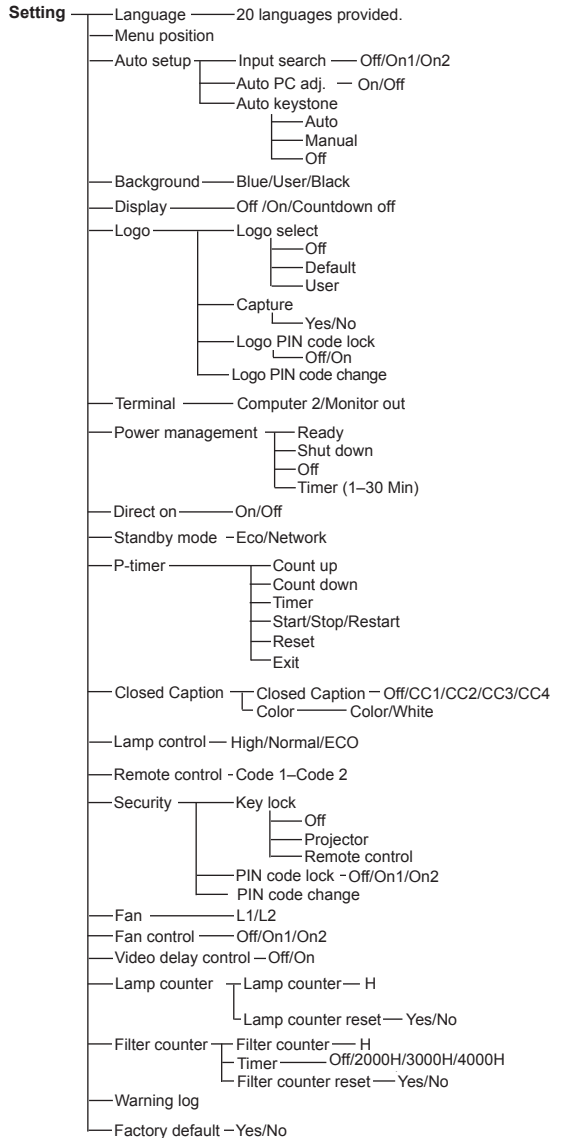 Setting Language 20 languages provided.
Menu position
Auto setup Input search Off/On1/On2
Auto PC adj. On/Off
Auto keystone
Auto
Manual
Off
Background Blue/User/Black
Display Off /On/Countdown off
Logo Logo select
Off
Default
User
Capture
Yes/No
Logo PIN code lock
Off/On
Logo PIN code change
Terminal Computer 2/Monitor out
Power management Ready
Shut down
Off
Timer (1–30 Min)
Direct on On/Off
Standby mode Eco/Network
P-timer Count up
Count down
Timer
Start/Stop/Restart
Reset
Exit
Closed Caption Closed Caption Off/CC1/CC2/CC3/CC4
Color Color/White
Lamp control High/Normal/ECO
Remote control Code 1–Code 2
Security Key lock
Off
Projector
Remote control
PIN code lock Off/On1/On2
PIN code change
Fan L1/L2
Fan control Off/On1/On2
Video delay control Off/On
Lamp counter Lamp counter H
Lamp counter reset Yes/No
Filter counter Filter counter H
Timer Off/2000H/3000H/4000H
Filter counter reset Yes/No
Warning log
Factory default Yes/No